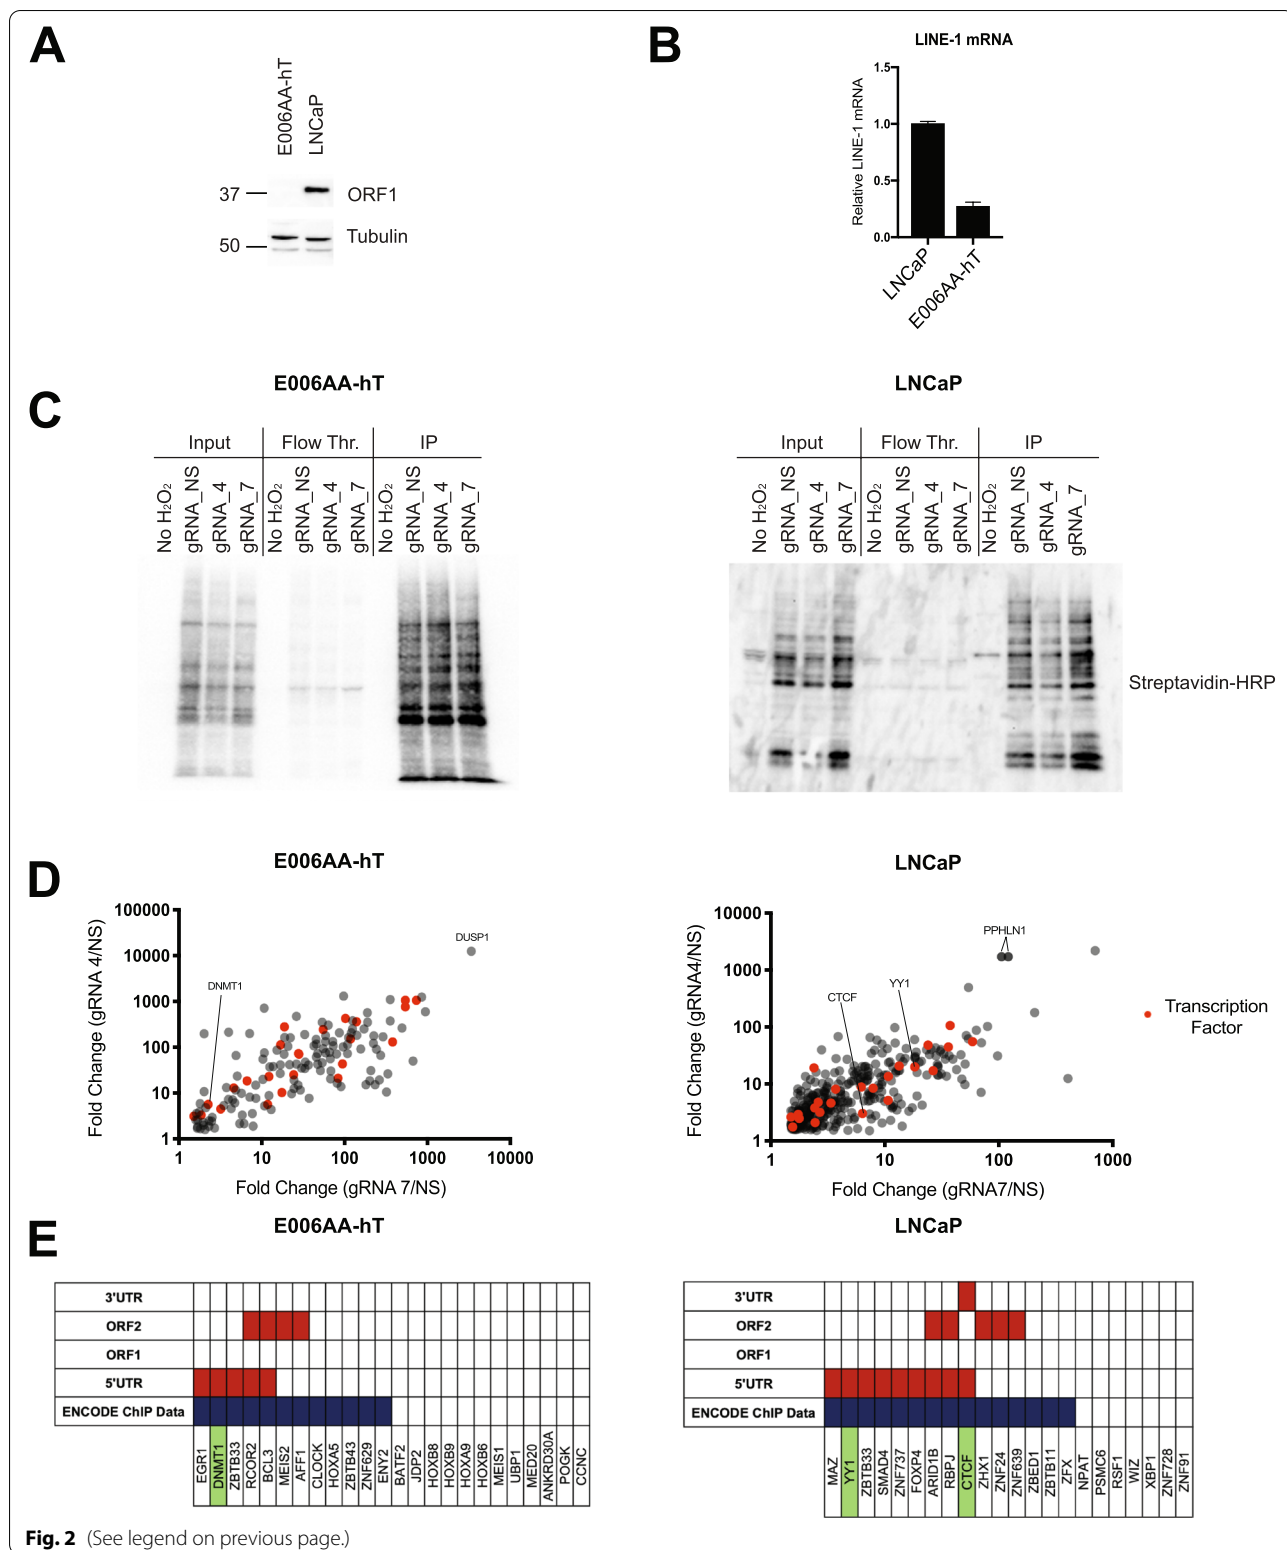 A
E006AA-hT
LNCaP
37
ORF1
50
Tubulin
B
LINE-1 mRNA
Relative LINE-1 mRNA
1.5
1.0
0.5
0.0
LNCaP
E006AA-hT
C
E006AA-hT
Input
Flow Thr.
IP
No H₂O₂
gRNA_NS
gRNA_4
gRNA_7
No H₂O₂
gRNA_NS
gRNA_4
gRNA_7
No H₂O₂
gRNA_NS
gRNA_4
gRNA_7
LNCaP
Input
Flow Thr.
IP
No H₂O₂
gRNA_NS
gRNA_4
gRNA_7
No H₂O₂
gRNA_NS
gRNA_4
gRNA_7
No H₂O₂
gRNA_NS
gRNA_4
gRNA_7
Streptavidin-HRP
D
E006AA-hT
Fold Change (gRNA 4/NS)
100000
10000
1000
100
10
1
DNMT1
DUSP1
1
10
100
1000
10000
Fold Change (gRNA 7/NS)
LNCaP
Fold Change (gRNA4/NS)
10000
1000
100
10
1
CTCF
YY1
PPHLN1
1
10
100
1000
Fold Change (gRNA7/NS)
Transcription
Factor
E
E006AA-hT
3'UTR
ORF2
ORF1
5'UTR
ENCODE ChIP Data
EGR1
DNMT1
ZBTB33
RCOR2
BCL3
MEIS2
AFF1
CLOCK
HOXA5
ZBTB43
ZNF629
ENY2
BATF2
JDP2
HOXB8
HOXB9
HOXA9
HOXB6
MEIS1
UBP1
MED20
ANKRD30A
POGK
CCNC
LNCaP
3'UTR
ORF2
ORF1
5'UTR
ENCODE ChIP Data
MAZ
YY1
ZBTB33
SMAD4
ZNF737
FOXP4
ARID1B
RBPJ
CTCF
ZHX1
ZNF24
ZNF639
ZBED1
ZBTB11
ZFX
NPAT
PSMC6
RSF1
WIZ
XBP1
ZNF728
ZNF91
Fig. 2 (See legend on previous page.)